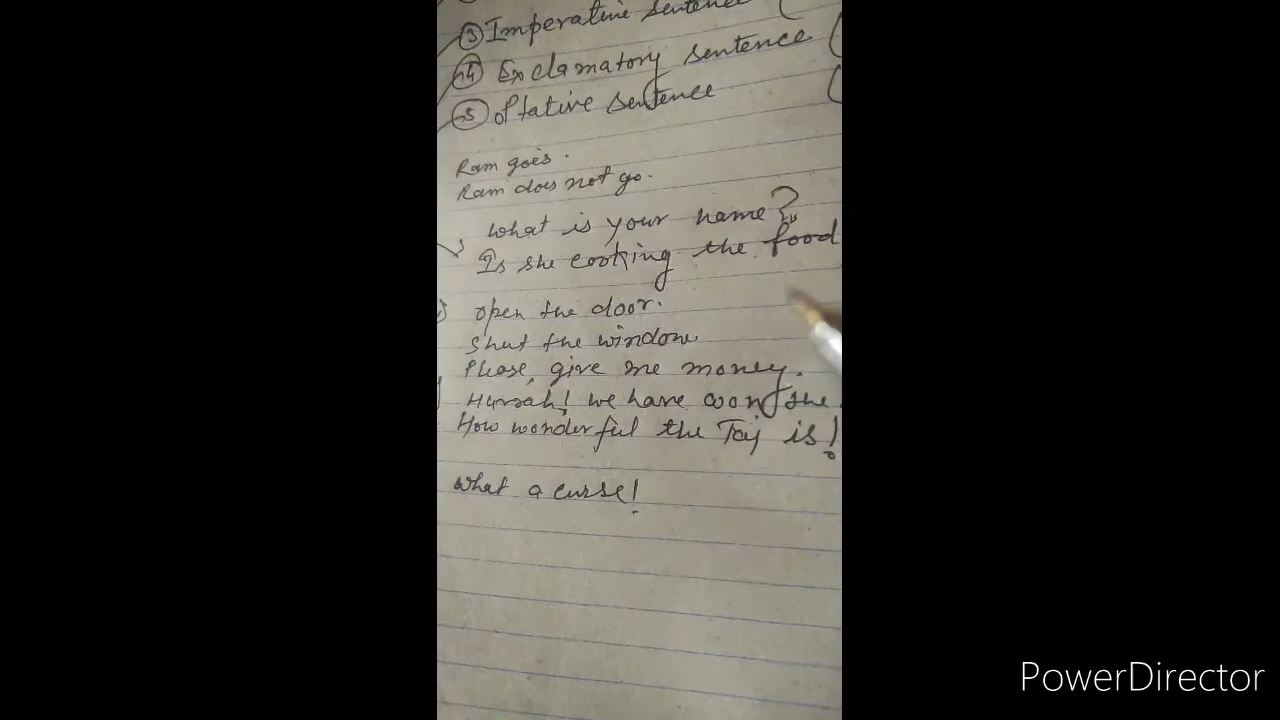 ③ Imperative sentence (
④ Exclamatory sentence (
⑤ Optative sentence (
Ram goes.
Ram does not go.
What is your name?
Is she cooking the food
open the door.
Shut the window.
Please, give me money.
Hurrah! we have won the
How wonderful the Taj is!
What a curse!
PowerDirector